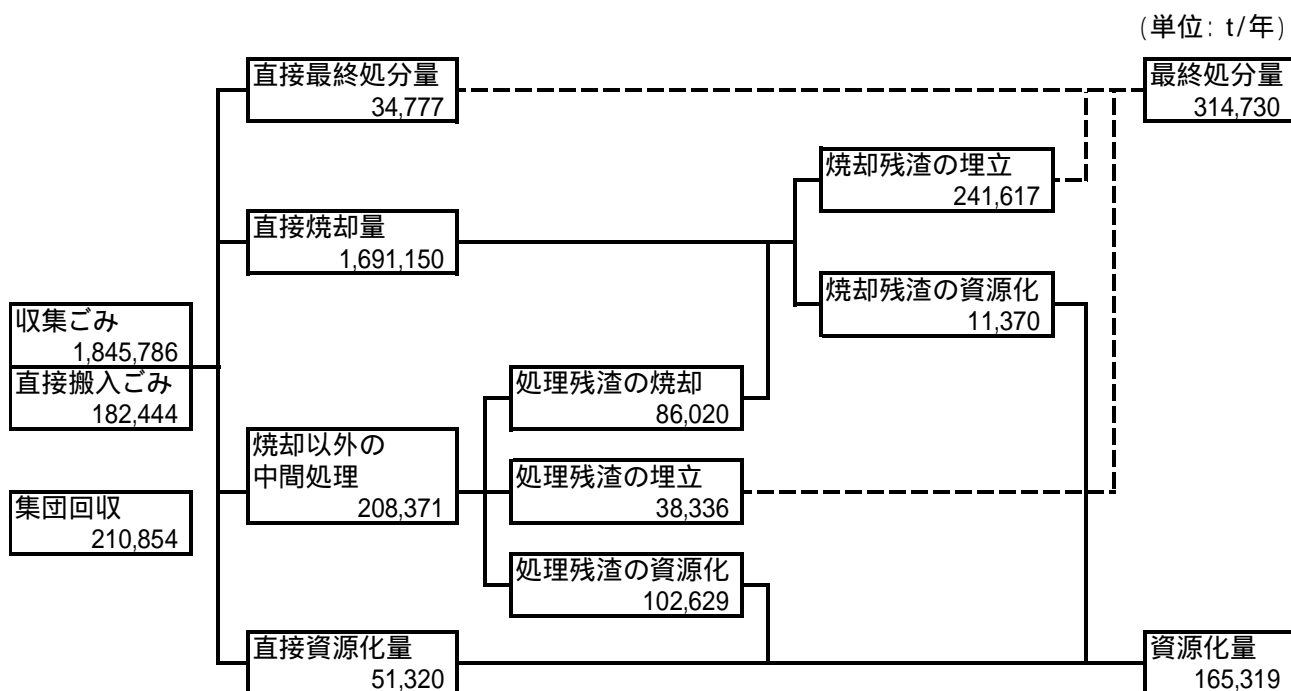 (単位: t/年)
直接最終処分量
34,777
最終処分量
314,730
焼却残渣の埋立
241,617
直接焼却量
1,691,150
焼却残渣の資源化
11,370
収集ごみ
1,845,786
直接搬入ごみ
182,444
処理残渣の焼却
86,020
焼却以外の
中間処理
208,371
処理残渣の埋立
38,336
集団回収
210,854
処理残渣の資源化
102,629
直接資源化量
51,320
資源化量
165,319